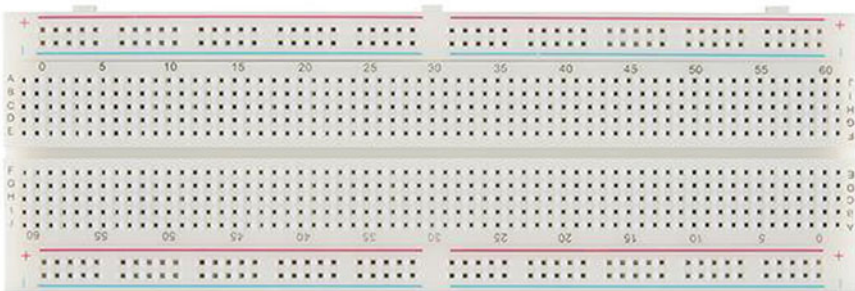 + +
- -
0 5 10 15 20 25 30 35 40 45 50 55 60
A J
B I
C H
D G
E F
F E
G D
H C
I B
J A
60 55 50 45 40 35 30 25 20 15 10 5 0
+ +
- -